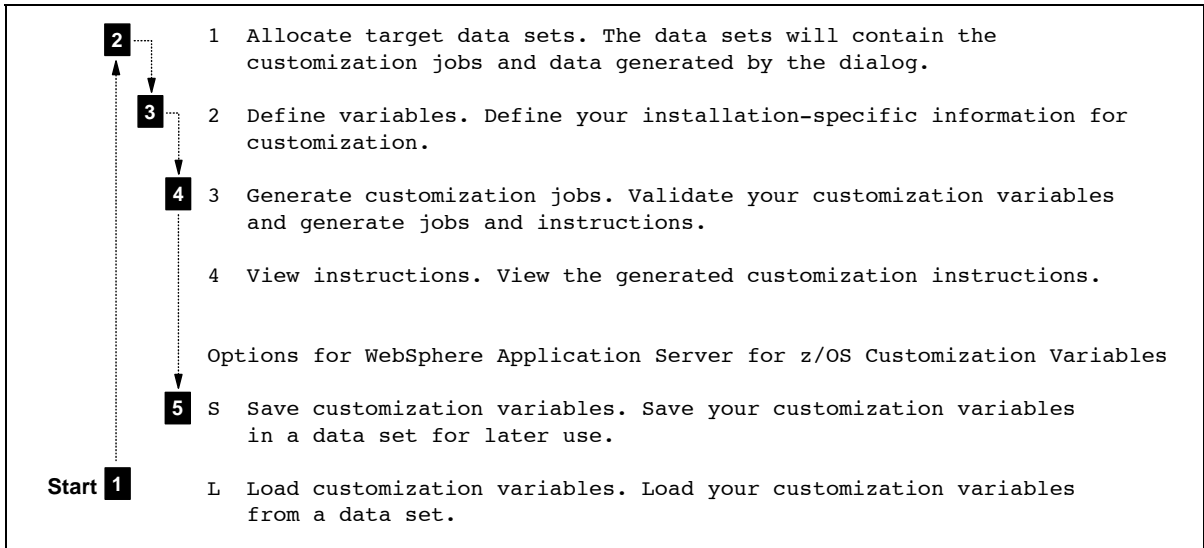 2 1 Allocate target data sets. The data sets will contain the
customization jobs and data generated by the dialog.
3 2 Define variables. Define your installation-specific information for
customization.
4 3 Generate customization jobs. Validate your customization variables
and generate jobs and instructions.
4 View instructions. View the generated customization instructions.
Options for WebSphere Application Server for z/OS Customization Variables
5 S Save customization variables. Save your customization variables
in a data set for later use.
Start 1 L Load customization variables. Load your customization variables
from a data set.